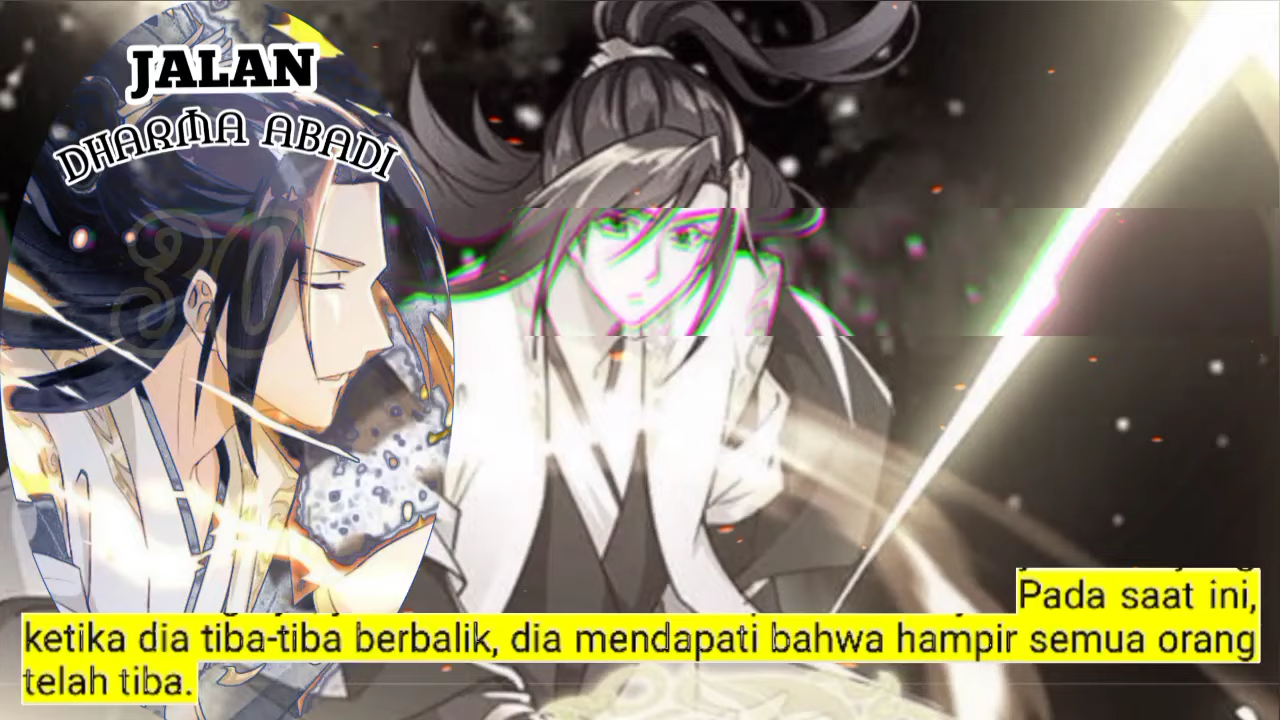 JALAN
DHARMA ABADI
30
Pada saat ini,
ketika dia tiba-tiba berbalik, dia mendapati bahwa hampir semua orang
telah tiba.